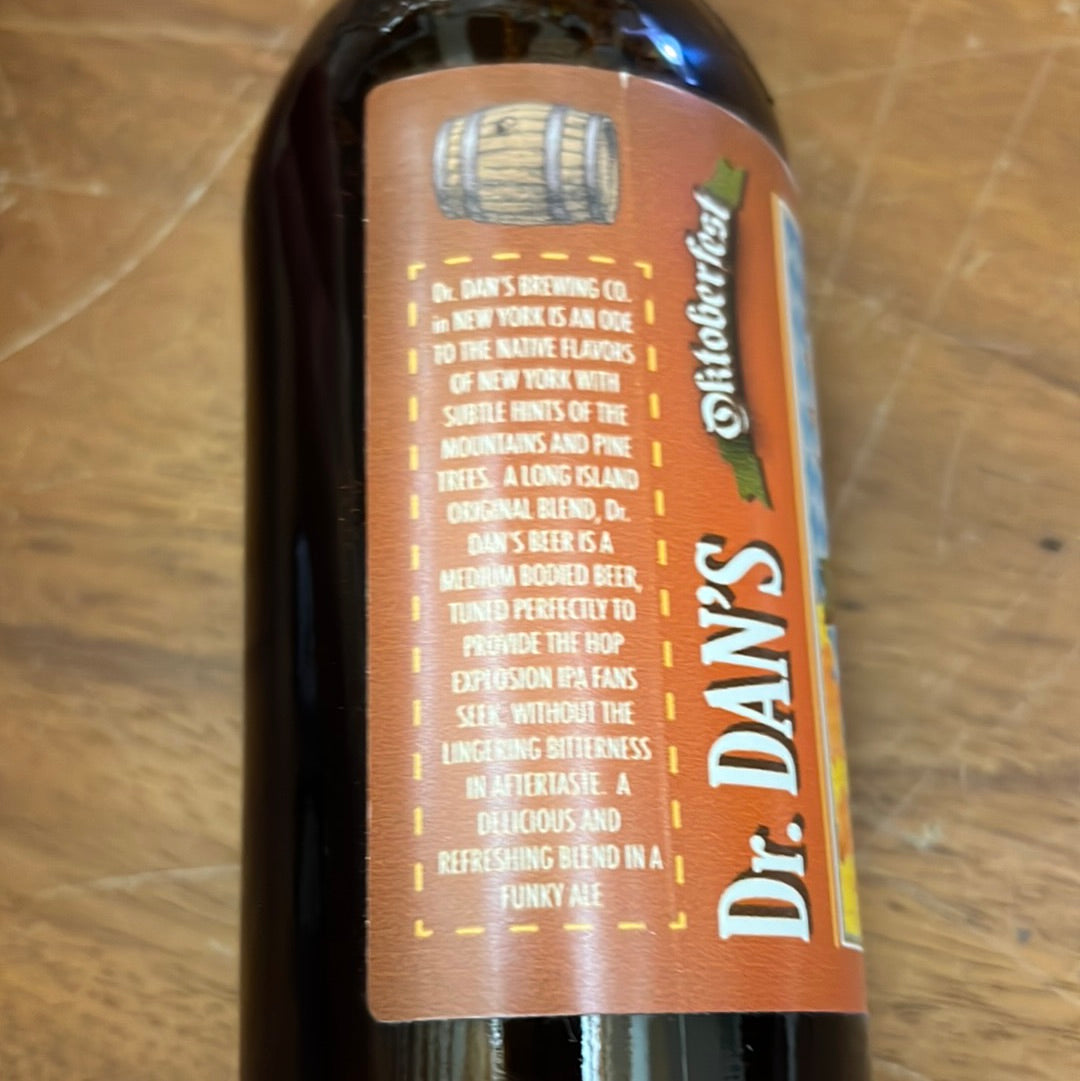 Dr. DAN'S BREWING CO.
in NEW YORK IS AN ODE
TO THE NATIVE FLAVORS
OF NEW YORK WITH
SUBTLE HINTS OF THE
MOUNTAINS AND PINE
TREES. A LONG ISLAND
ORIGINAL BLEND, Dr.
DAN'S BEER IS A
MEDIUM BODIED BEER,
TUNED PERFECTLY TO
PROVIDE THE HOP
EXPLOSION IPA FANS
SEEK, WITHOUT THE
LINGERING BITTERNESS
IN AFTERTASTE. A
DELICIOUS AND
REFRESHING BLEND IN A
FUNKY ALE
Dr. DAN'S
Oktoberfest